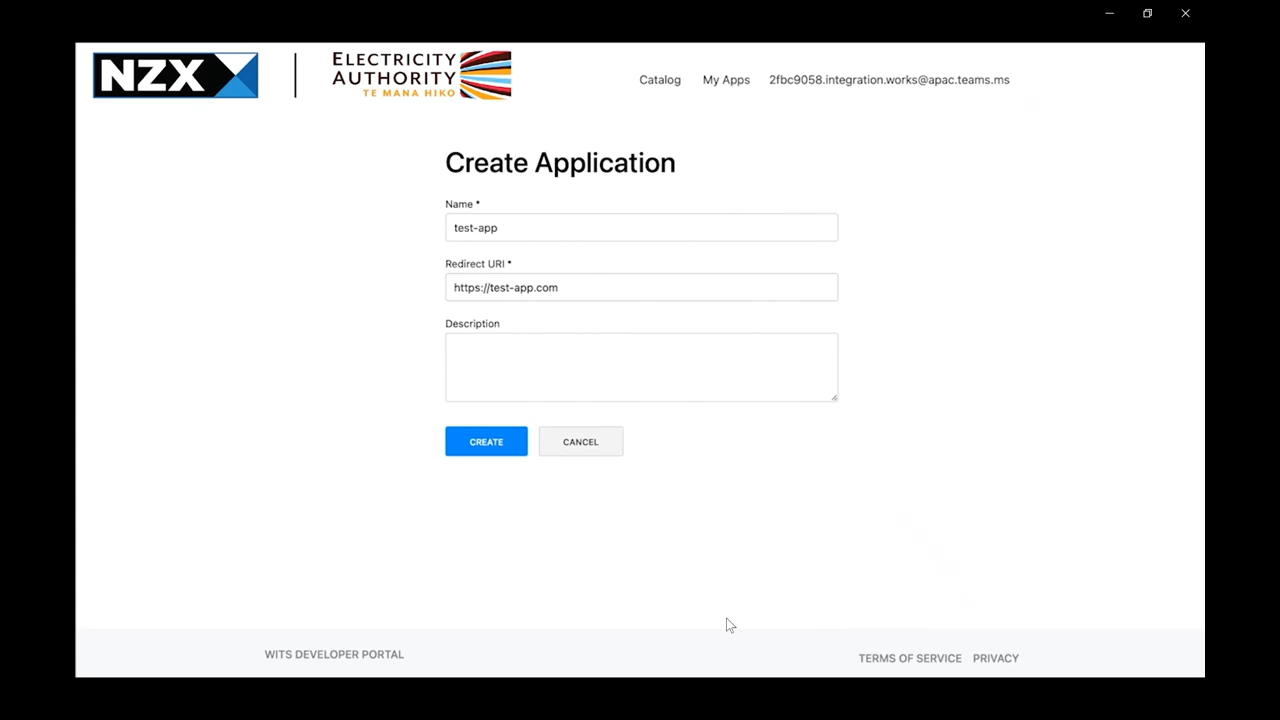 NZX
ELECTRICITY
AUTHORITY
TE MANA HIKO
Catalog My Apps 2fbc9058.integration.works@apac.teams.ms
Create Application
Name *
test-app
Redirect URI *
https://test-app.com
Description
CREATE CANCEL
WITS DEVELOPER PORTAL
TERMS OF SERVICE PRIVACY